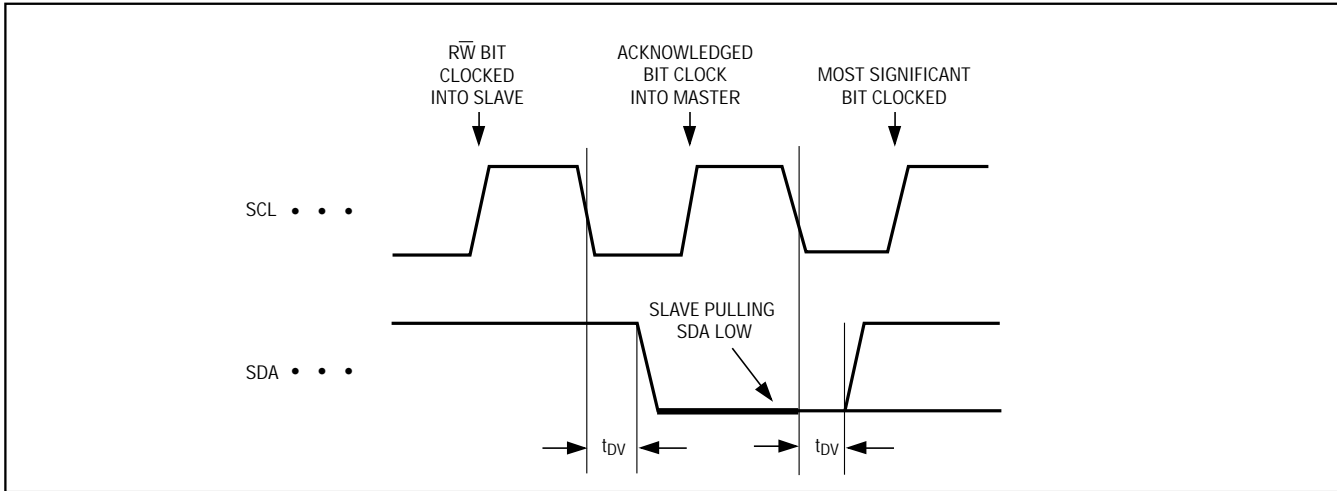 RW̅ BIT
CLOCKED
INTO SLAVE
ACKNOWLEDGED
BIT CLOCK
INTO MASTER
MOST SIGNIFICANT
BIT CLOCKED
SCL • • •
SLAVE PULLING
SDA LOW
SDA • • •
tDV
tDV